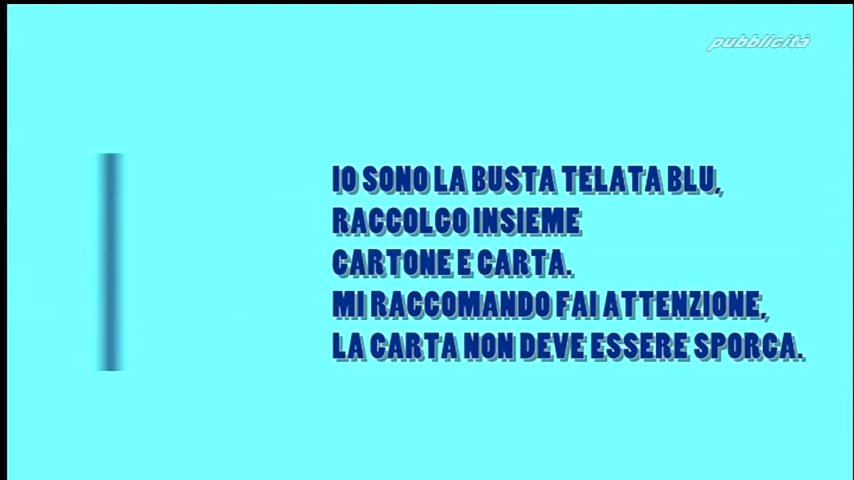 pubblicità
IO SONO LA BUSTA TELATA BLU,
RACCOLGO INSIEME
CARTONE E CARTA.
MI RACCOMANDO FAI ATTENZIONE,
LA CARTA NON DEVE ESSERE SPORCA.